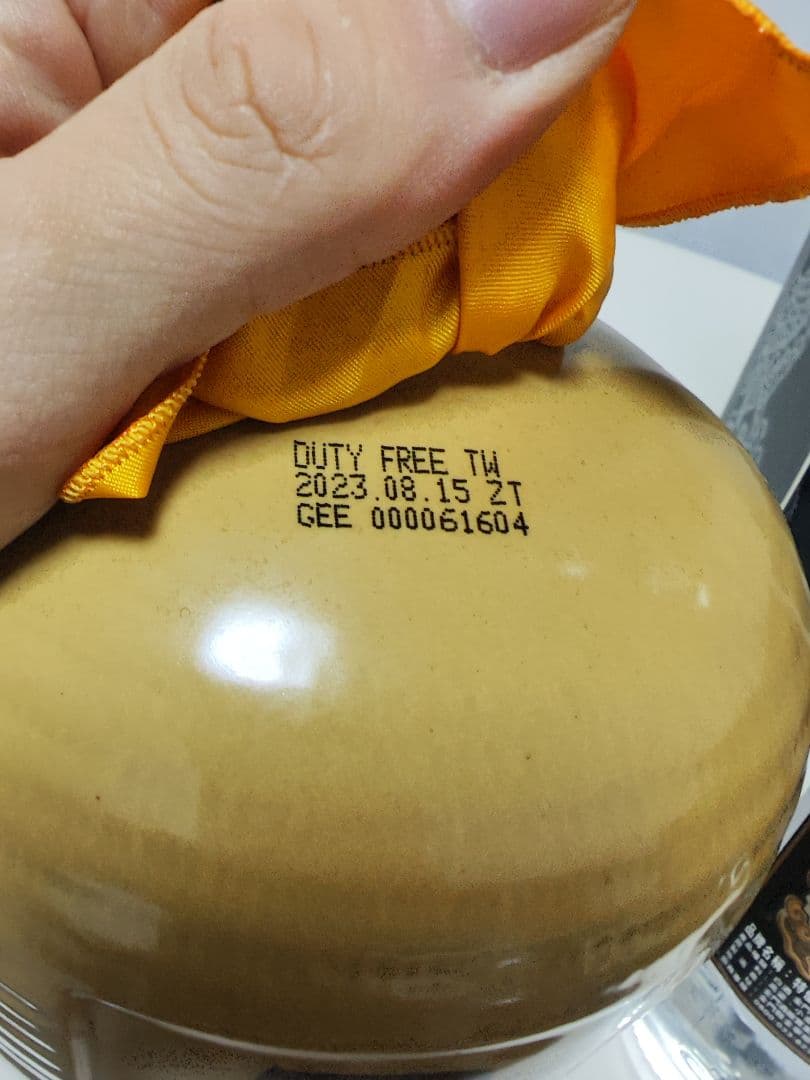 DUTY FREE TW
2023.08.15 ZT
GEE 000061604